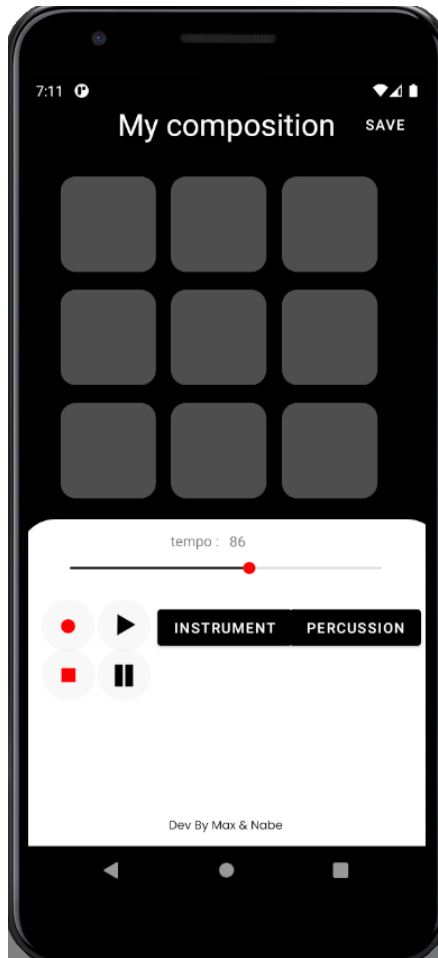 7:11
My composition SAVE
tempo : 86
INSTRUMENT PERCUSSION
Dev By Max & Nabe